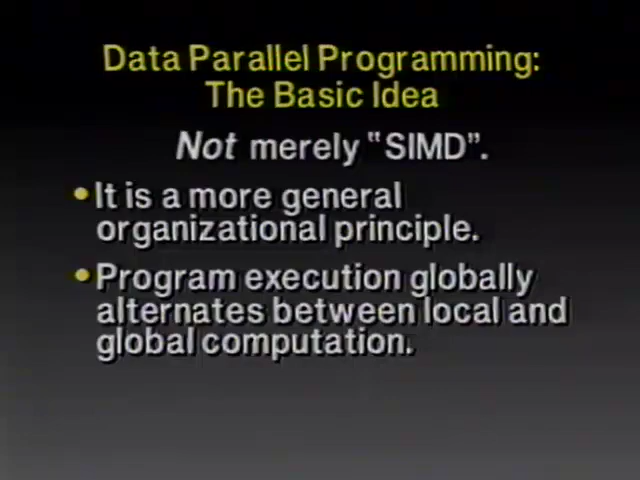 Data Parallel Programming:
The Basic Idea
Not merely "SIMD".
• It is a more general
organizational principle.
• Program execution globally
alternates between local and
global computation.